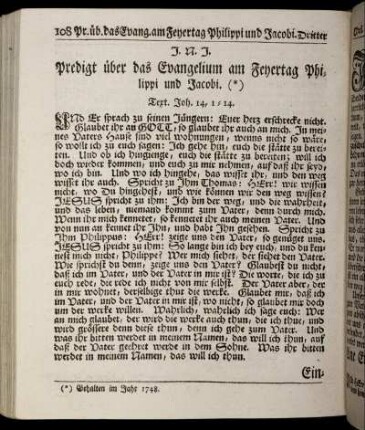 108 Pr. üb. das Evang. am Feyertag Philippi und Jacobi. Dritter
J. N. J.
Predigt über das Evangelium am Feyertag Phi-
lippi und Jacobi. (*)
Text. Joh. 14, 1-14.
UND Er sprach zu seinen Jüngern: Euer herz erschrecke nicht.
Glaubet ihr an GOTT, so glaubet ihr auch an mich. In mei-
nes Vaters Hause sind viel wohnungen, wenns nicht so wäre,
so wollt ich zu euch sagen: Ich gehe hin, euch die stätte zu berei-
ten. Und ob ich hingienge, euch die stätte zu bereiten; will ich
doch wieder kommen, und euch zu mir nehmen, auf daß ihr seyd,
wo ich bin. Und wo ich hingehe, das wisset ihr, und den weg
wisset ihr auch. Spricht zu Ihm Thomas: HErr! wir wissen
nicht, wo Du hingehest, und wie können wir den weg wissen?
JESUS spricht zu ihm: Ich bin der weg, und die wahrheit,
und das leben, niemand kommt zum Vater, denn durch mich.
Wenn ihr mich kennetet, so kennetet ihr auch meinen Vater. Und
von nun an kennet ihr Ihn, und habt Ihn gesehen. Spricht zu
Ihm Philippus: HErr! zeige uns den Vater, so genüget uns.
JESUS spricht zu ihm: So lange bin ich bey euch, und du ken-
nest mich nicht, Philippe? Wer mich siehet, der siehet den Vater.
Wie sprichst du denn, zeige uns den Vater? Glaubest du nicht,
daß ich im Vater, und der Vater in mir ist? Die worte, die ich zu
euch rede, die rede ich nicht von mir selbst. Der Vater aber, der
in mir wohnet, derselbige thut die werke. Glaubet mir, daß ich
im Vater, und der Vater in mir ist, wo nicht, so glaubet mir doch
um der werke willen. Wahrlich, wahrlich ich sage euch: Wer
an mich glaubet, der wird die werke auch thun, die ich thue, und
wird grössere denn diese thun, denn ich gehe zum Vater. Und
was ihr bitten werdet in meinem Namen, das will ich thun, auf
daß der Vater geehret werde in dem Sohne. Was ihr bitten
werdet in meinem Namen, das will ich thun.
Ein-
(*) Gehalten im Jahr 1748.